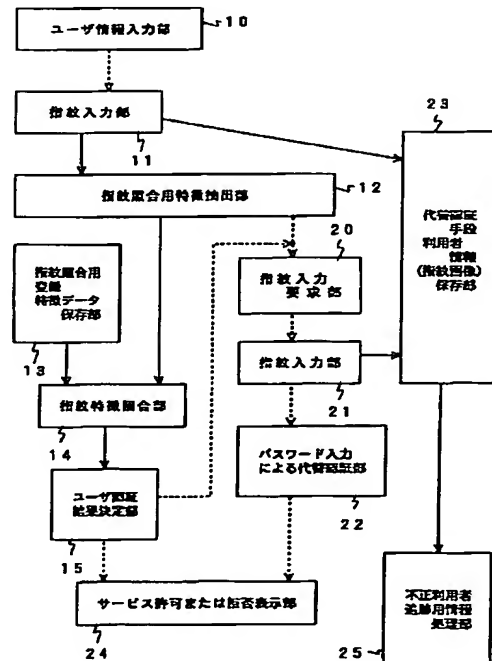 ユーザ情報入力部
10
指紋入力部
11
指紋照合用特徴抽出部
12
23
代替認証
手段
利用者
情報
(指紋画像)
保存部
20
指紋入力
要求部
指紋照合用
登録
特徴データ
保存部
13
指紋入力部
21
指紋特徴照合部
14
パスワード入力
による代替認証部
22
ユーザ認証
結果決定部
15
サービス許可または拒否表示部
24
不正利用者
追跡用情報
処理部
25